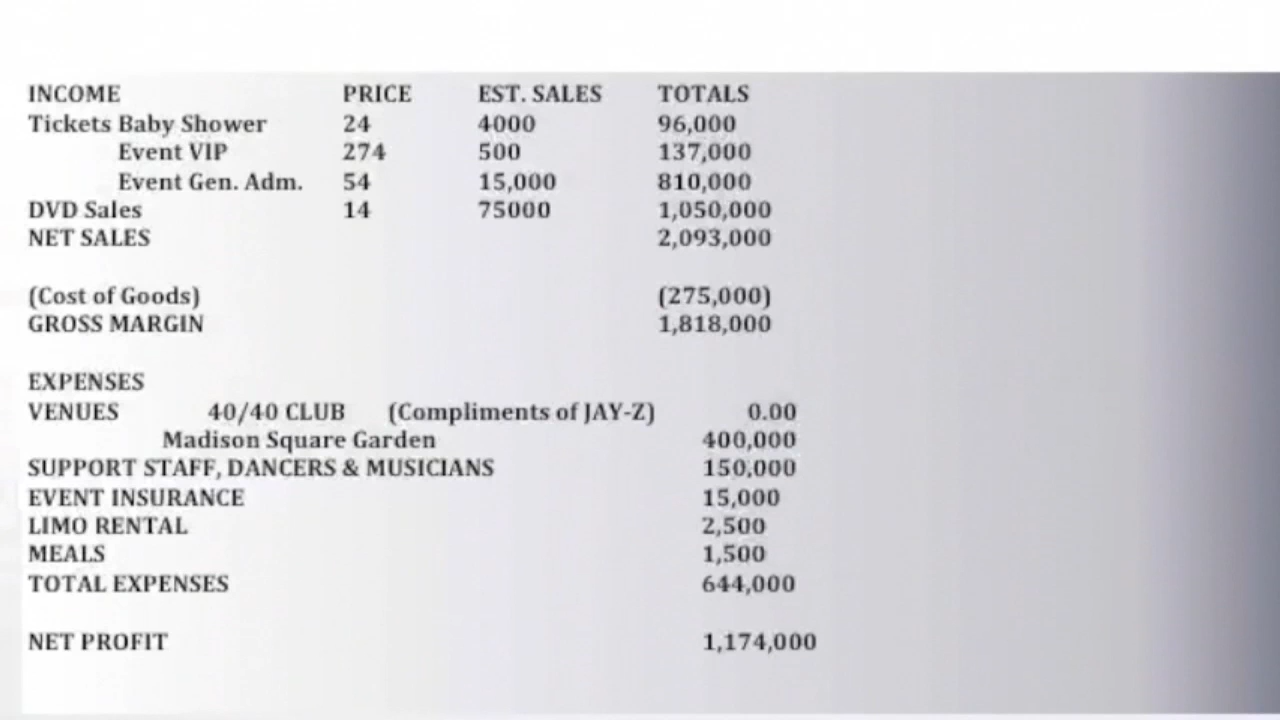 INCOME PRICE EST. SALES TOTALS
Tickets Baby Shower 24 4000 96,000
Event VIP 274 500 137,000
Event Gen. Adm. 54 15,000 810,000
DVD Sales 14 75000 1,050,000
NET SALES 2,093,000
(Cost of Goods) (275,000)
GROSS MARGIN 1,818,000
EXPENSES
VENUES 40/40 CLUB (Compliments of JAY-Z) 0.00
Madison Square Garden 400,000
SUPPORT STAFF, DANCERS & MUSICIANS 150,000
EVENT INSURANCE 15,000
LIMO RENTAL 2,500
MEALS 1,500
TOTAL EXPENSES 644,000
NET PROFIT 1,174,000